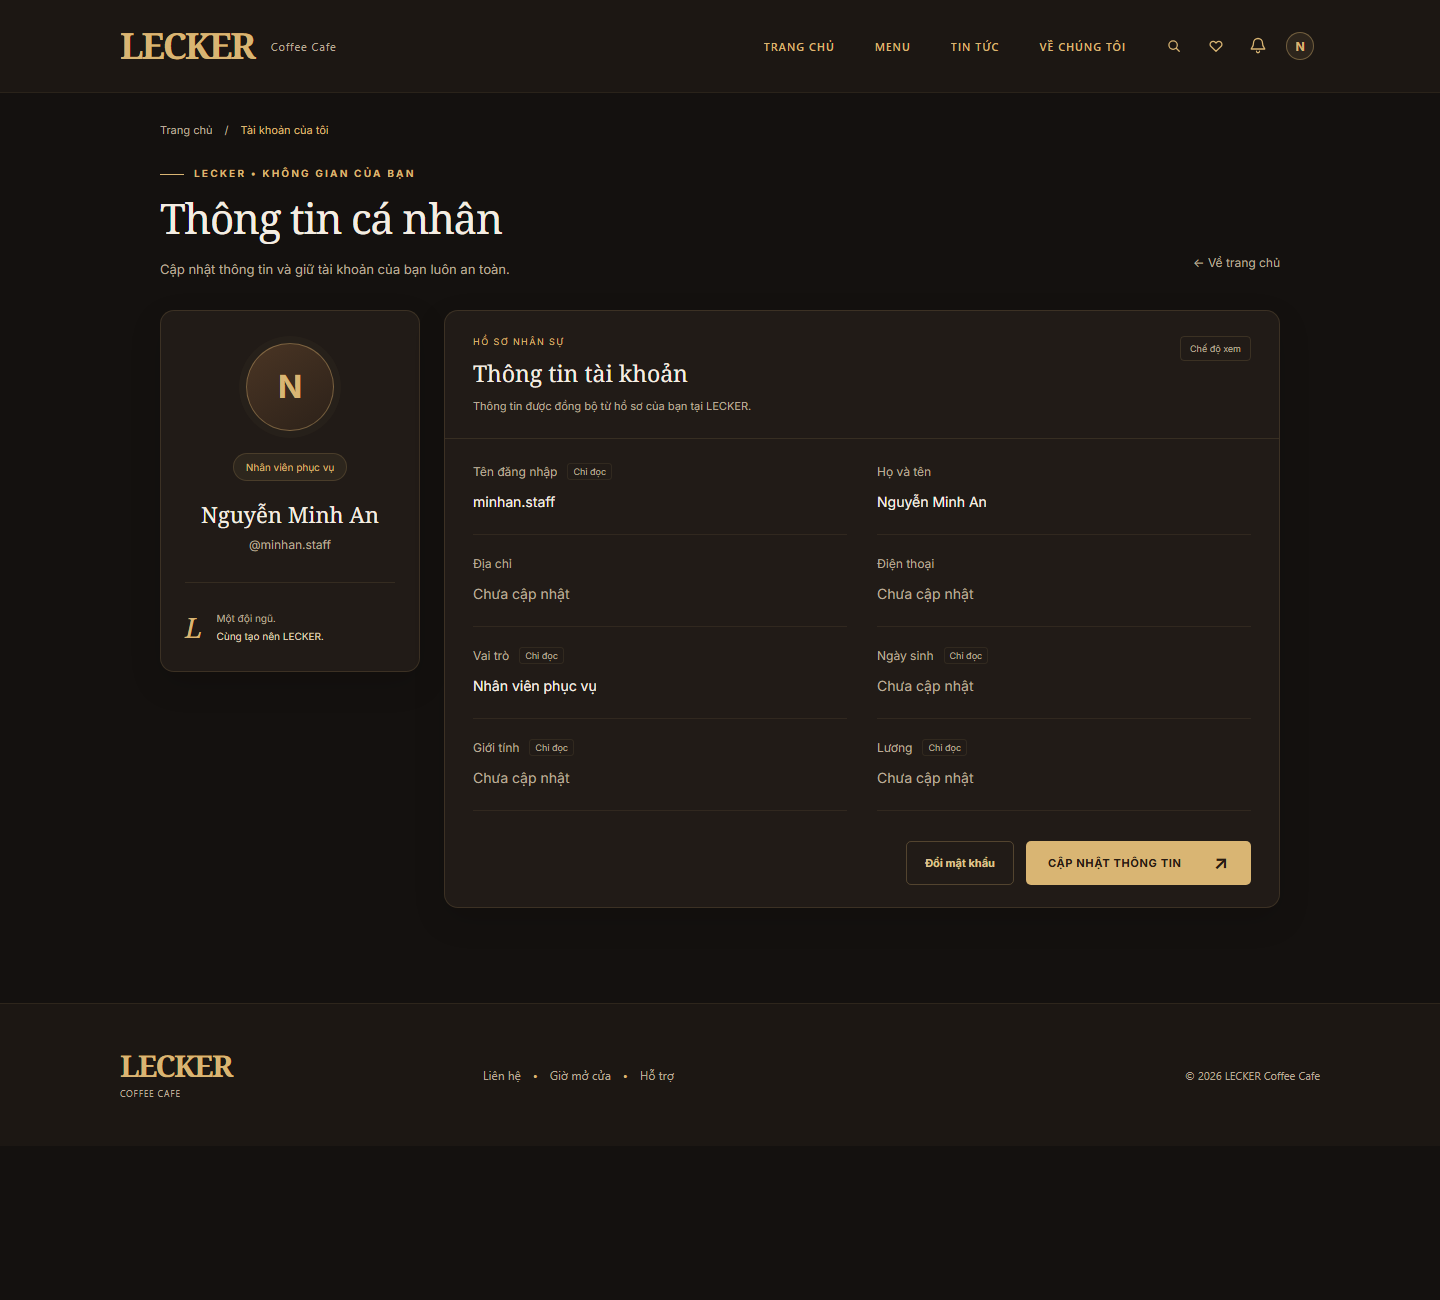 LECKER Coffee Cafe
TRANG CHỦ MENU TIN TỨC VỀ CHÚNG TÔI N
Trang chủ / Tài khoản của tôi
LECKER • KHÔNG GIAN CỦA BẠN
Thông tin cá nhân
Cập nhật thông tin và giữ tài khoản của bạn luôn an toàn.
← Về trang chủ
N
Nhân viên phục vụ
Nguyễn Minh An
@minhan.staff
L
Một đội ngũ.
Cùng tạo nên LECKER.
HỒ SƠ NHÂN SỰ
Thông tin tài khoản
Thông tin được đồng bộ từ hồ sơ của bạn tại LECKER.
Chế độ xem
Tên đăng nhập Chỉ đọc
minhan.staff
Họ và tên
Nguyễn Minh An
Địa chỉ
Chưa cập nhật
Điện thoại
Chưa cập nhật
Vai trò Chỉ đọc
Nhân viên phục vụ
Ngày sinh Chỉ đọc
Chưa cập nhật
Giới tính Chỉ đọc
Chưa cập nhật
Lương Chỉ đọc
Chưa cập nhật
Đổi mật khẩu
CẬP NHẬT THÔNG TIN
LECKER
COFFEE CAFE
Liên hệ • Giờ mở cửa • Hỗ trợ
© 2026 LECKER Coffee Cafe